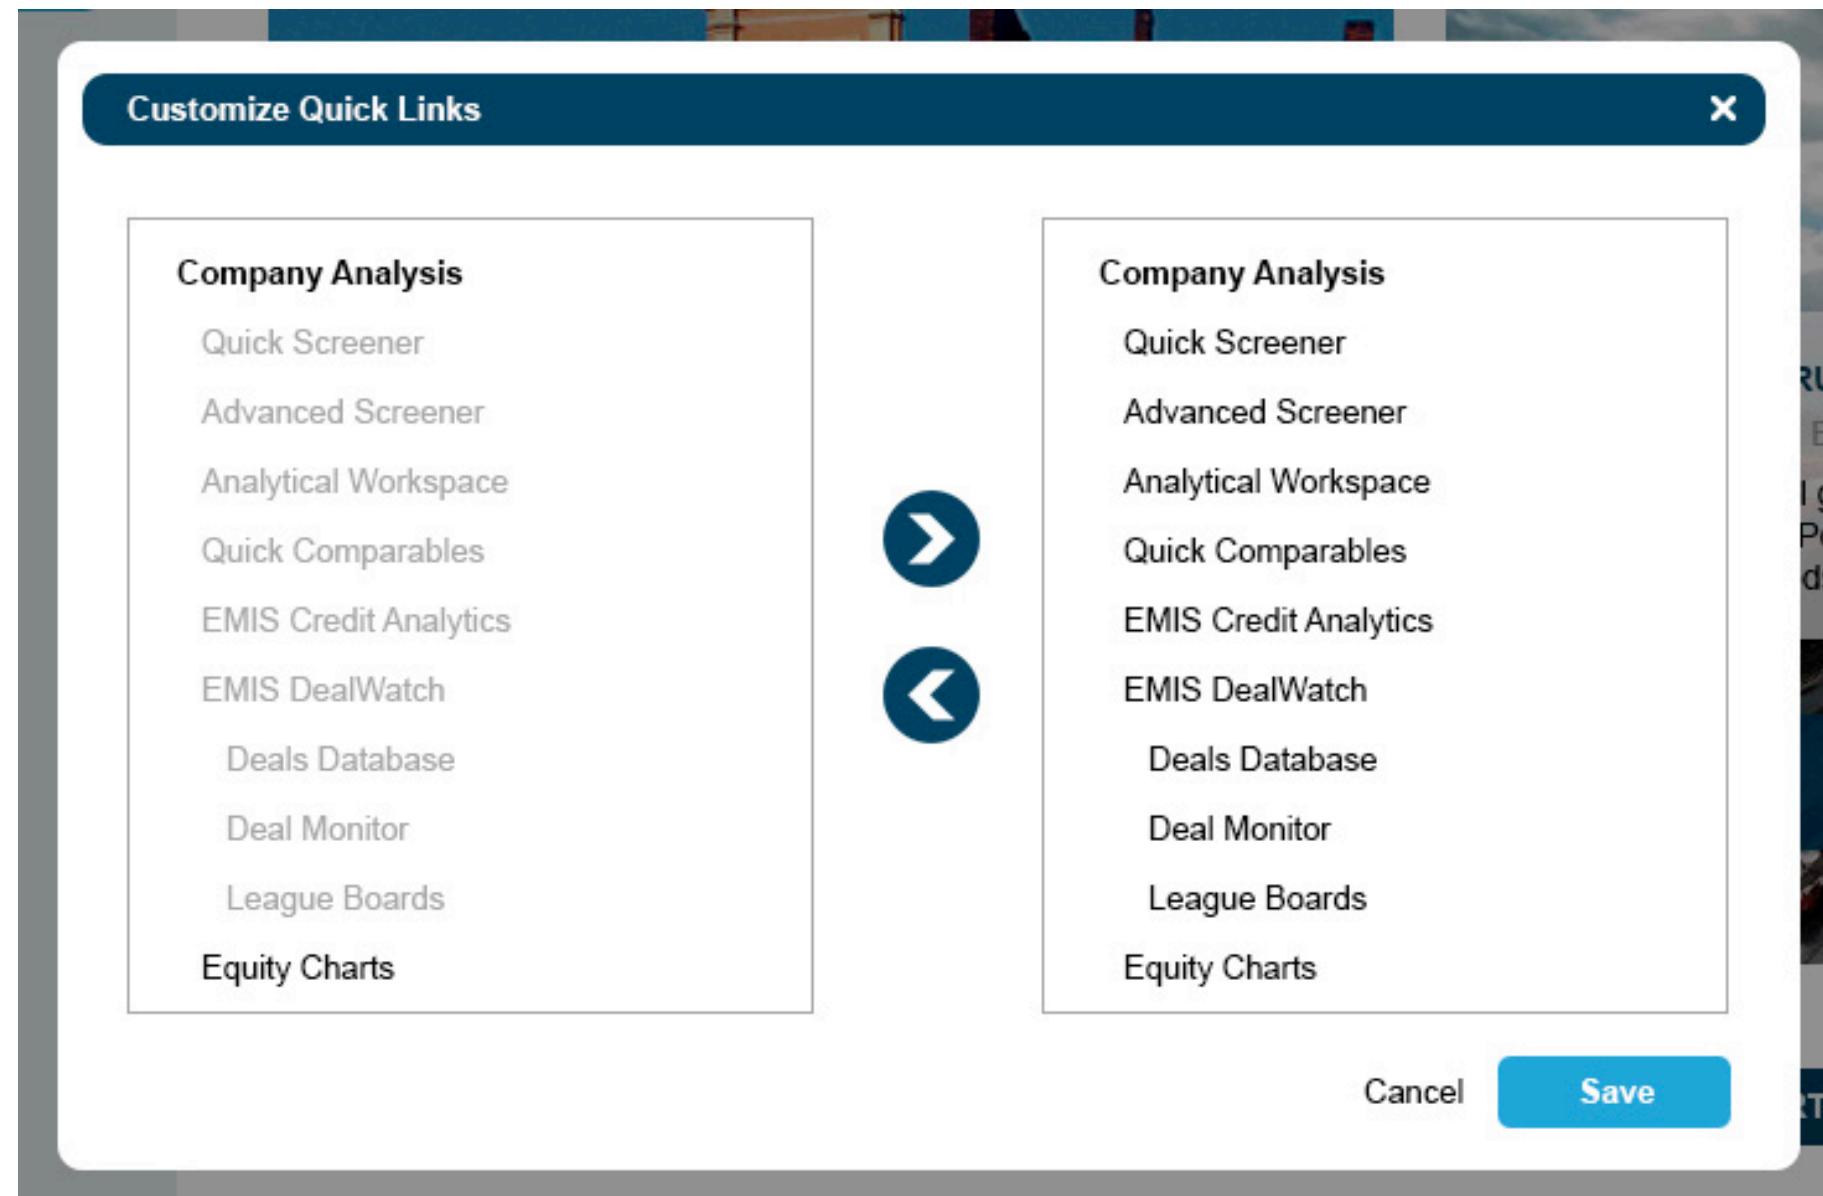 Customize Quick Links
Company Analysis
Quick Screener
Advanced Screener
Analytical Workspace
Quick Comparables
EMIS Credit Analytics
EMIS DealWatch
Deals Database
Deal Monitor
League Boards
Equity Charts
Company Analysis
Quick Screener
Advanced Screener
Analytical Workspace
Quick Comparables
EMIS Credit Analytics
EMIS DealWatch
Deals Database
Deal Monitor
League Boards
Equity Charts
Cancel
Save